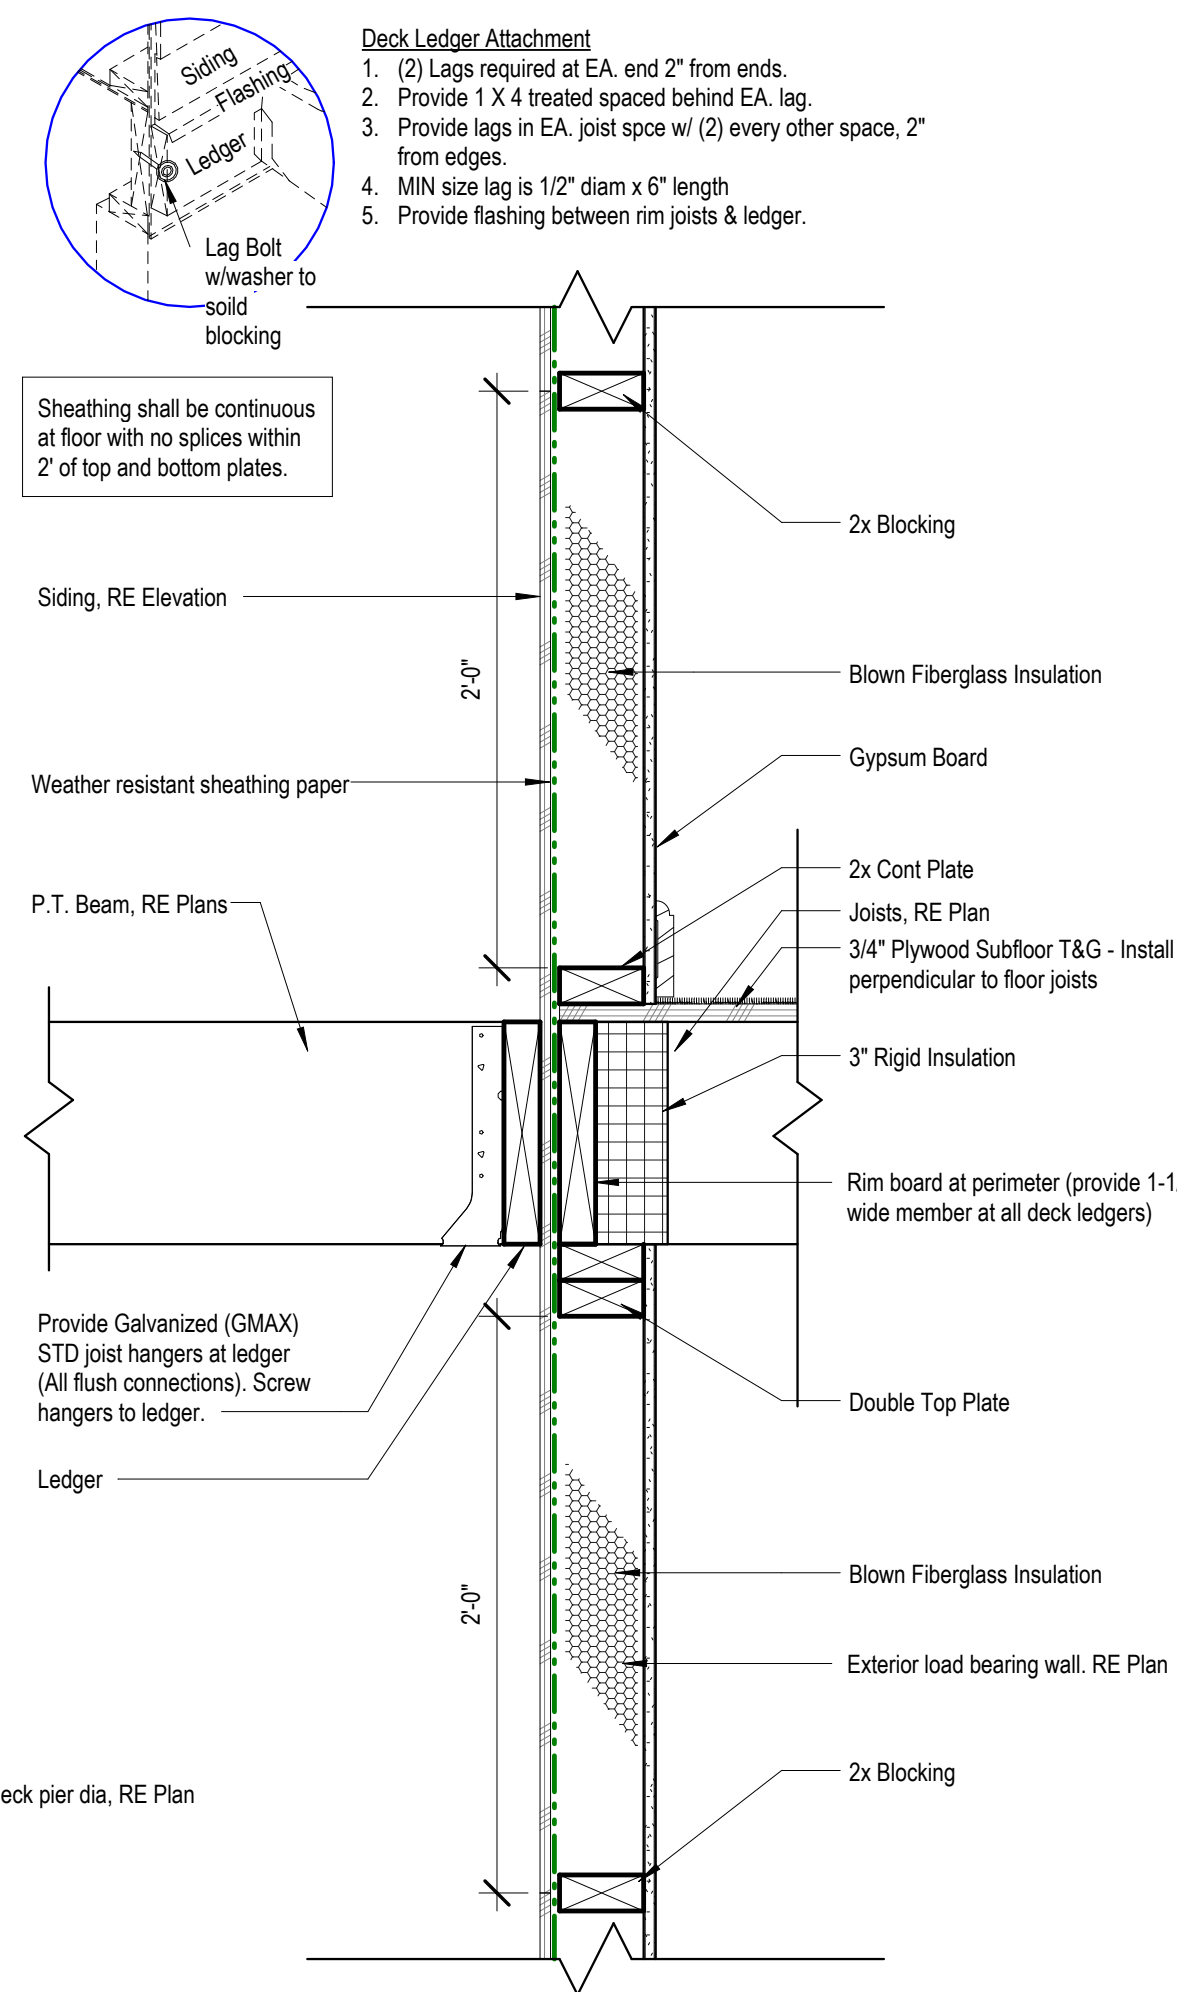 Siding
Flashing
Ledger
Lag Bolt
w/washer to
soild
blocking
Deck Ledger Attachment
1. (2) Lags required at EA. end 2" from ends.
2. Provide 1 X 4 treated spaced behind EA. lag.
3. Provide lags in EA. joist spce w/ (2) every other space, 2"
from edges.
4. MIN size lag is 1/2" diam x 6" length
5. Provide flashing between rim joists & ledger.
Sheathing shall be continuous
at floor with no splices within
2' of top and bottom plates.
2x Blocking
Siding, RE Elevation
2'-0"
Blown Fiberglass Insulation
Gypsum Board
Weather resistant sheathing paper
2x Cont Plate
P.T. Beam, RE Plans
Joists, RE Plan
3/4" Plywood Subfloor T&G - Install
perpendicular to floor joists
3" Rigid Insulation
Rim board at perimeter (provide 1-1
wide member at all deck ledgers)
Provide Galvanized (GMAX)
STD joist hangers at ledger
(All flush connections). Screw
hangers to ledger.
Double Top Plate
Ledger
Blown Fiberglass Insulation
2'-0"
Exterior load bearing wall. RE Plan
2x Blocking
eck pier dia, RE Plan